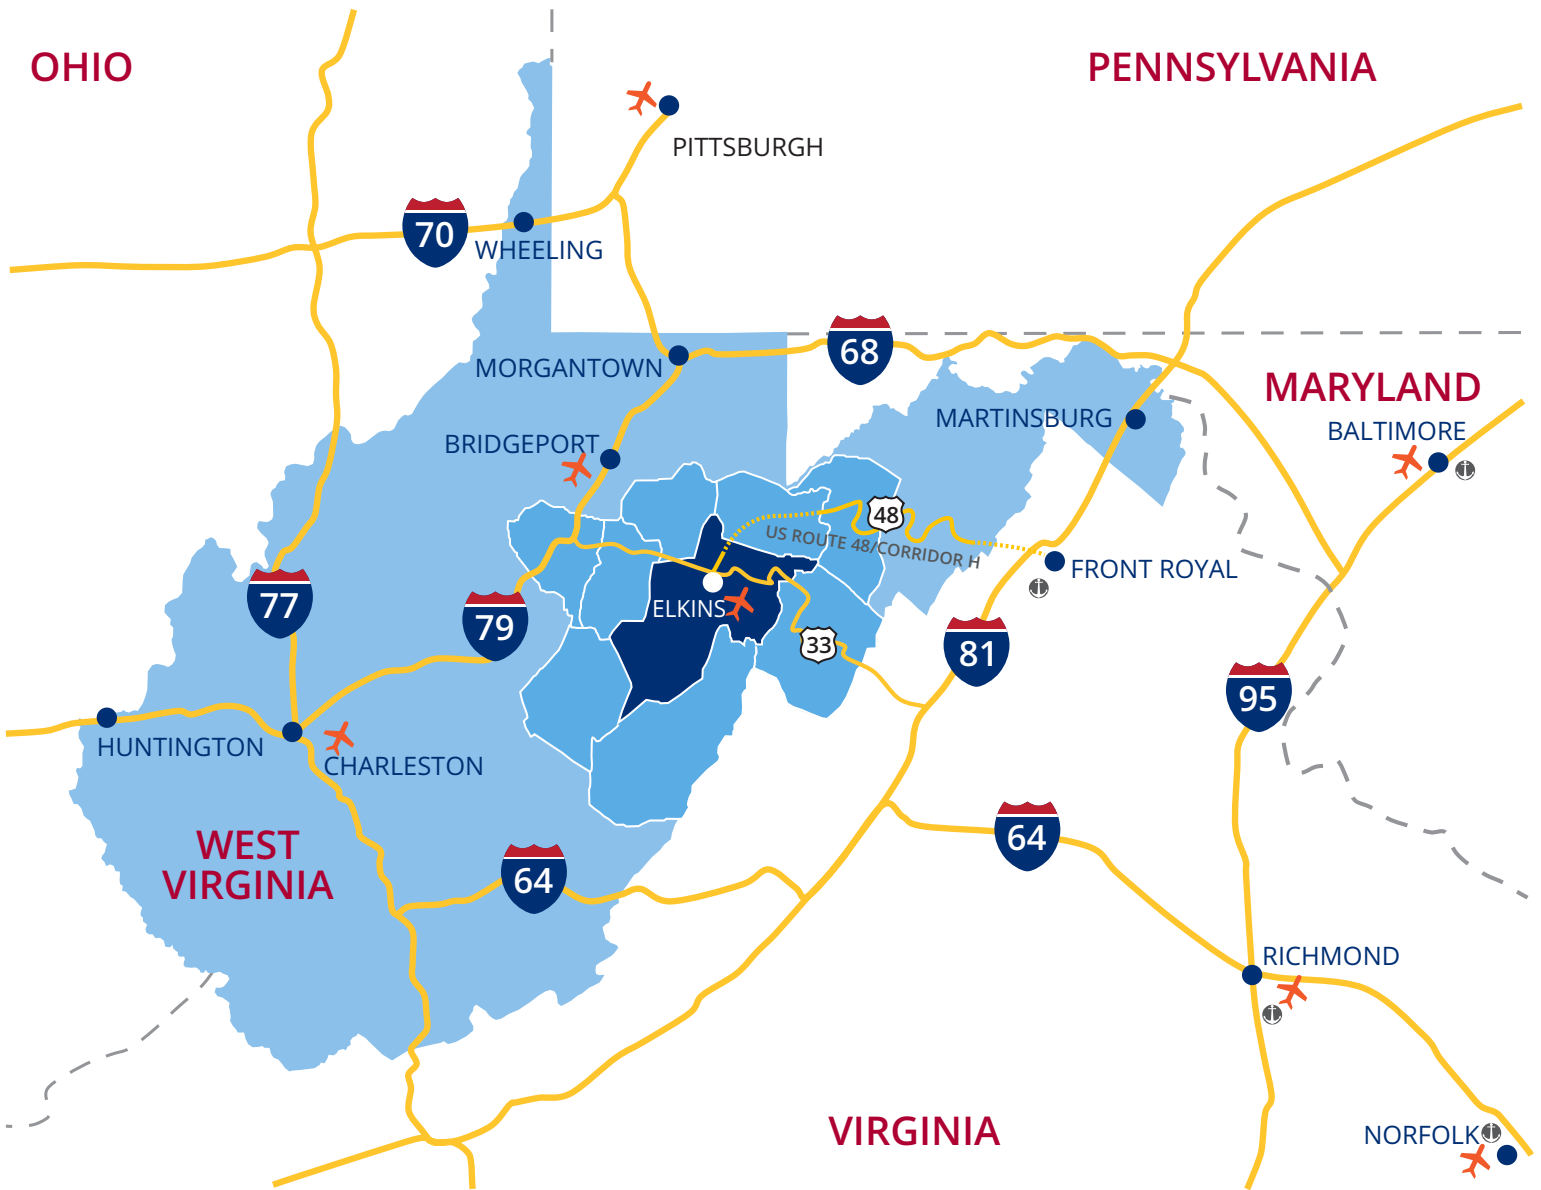 OHIO
PENNSYLVANIA
PITTSBURGH
70
WHEELING
68
MORGANTOWN
MARYLAND
MARTINSBURG
BALTIMORE
BRIDGEPORT
48
US ROUTE 48/CORRIDOR H
FRONT ROYAL
77
79
ELKINS
33
81
95
HUNTINGTON
CHARLESTON
WEST
VIRGINIA
64
64
RICHMOND
VIRGINIA
NORFOLK